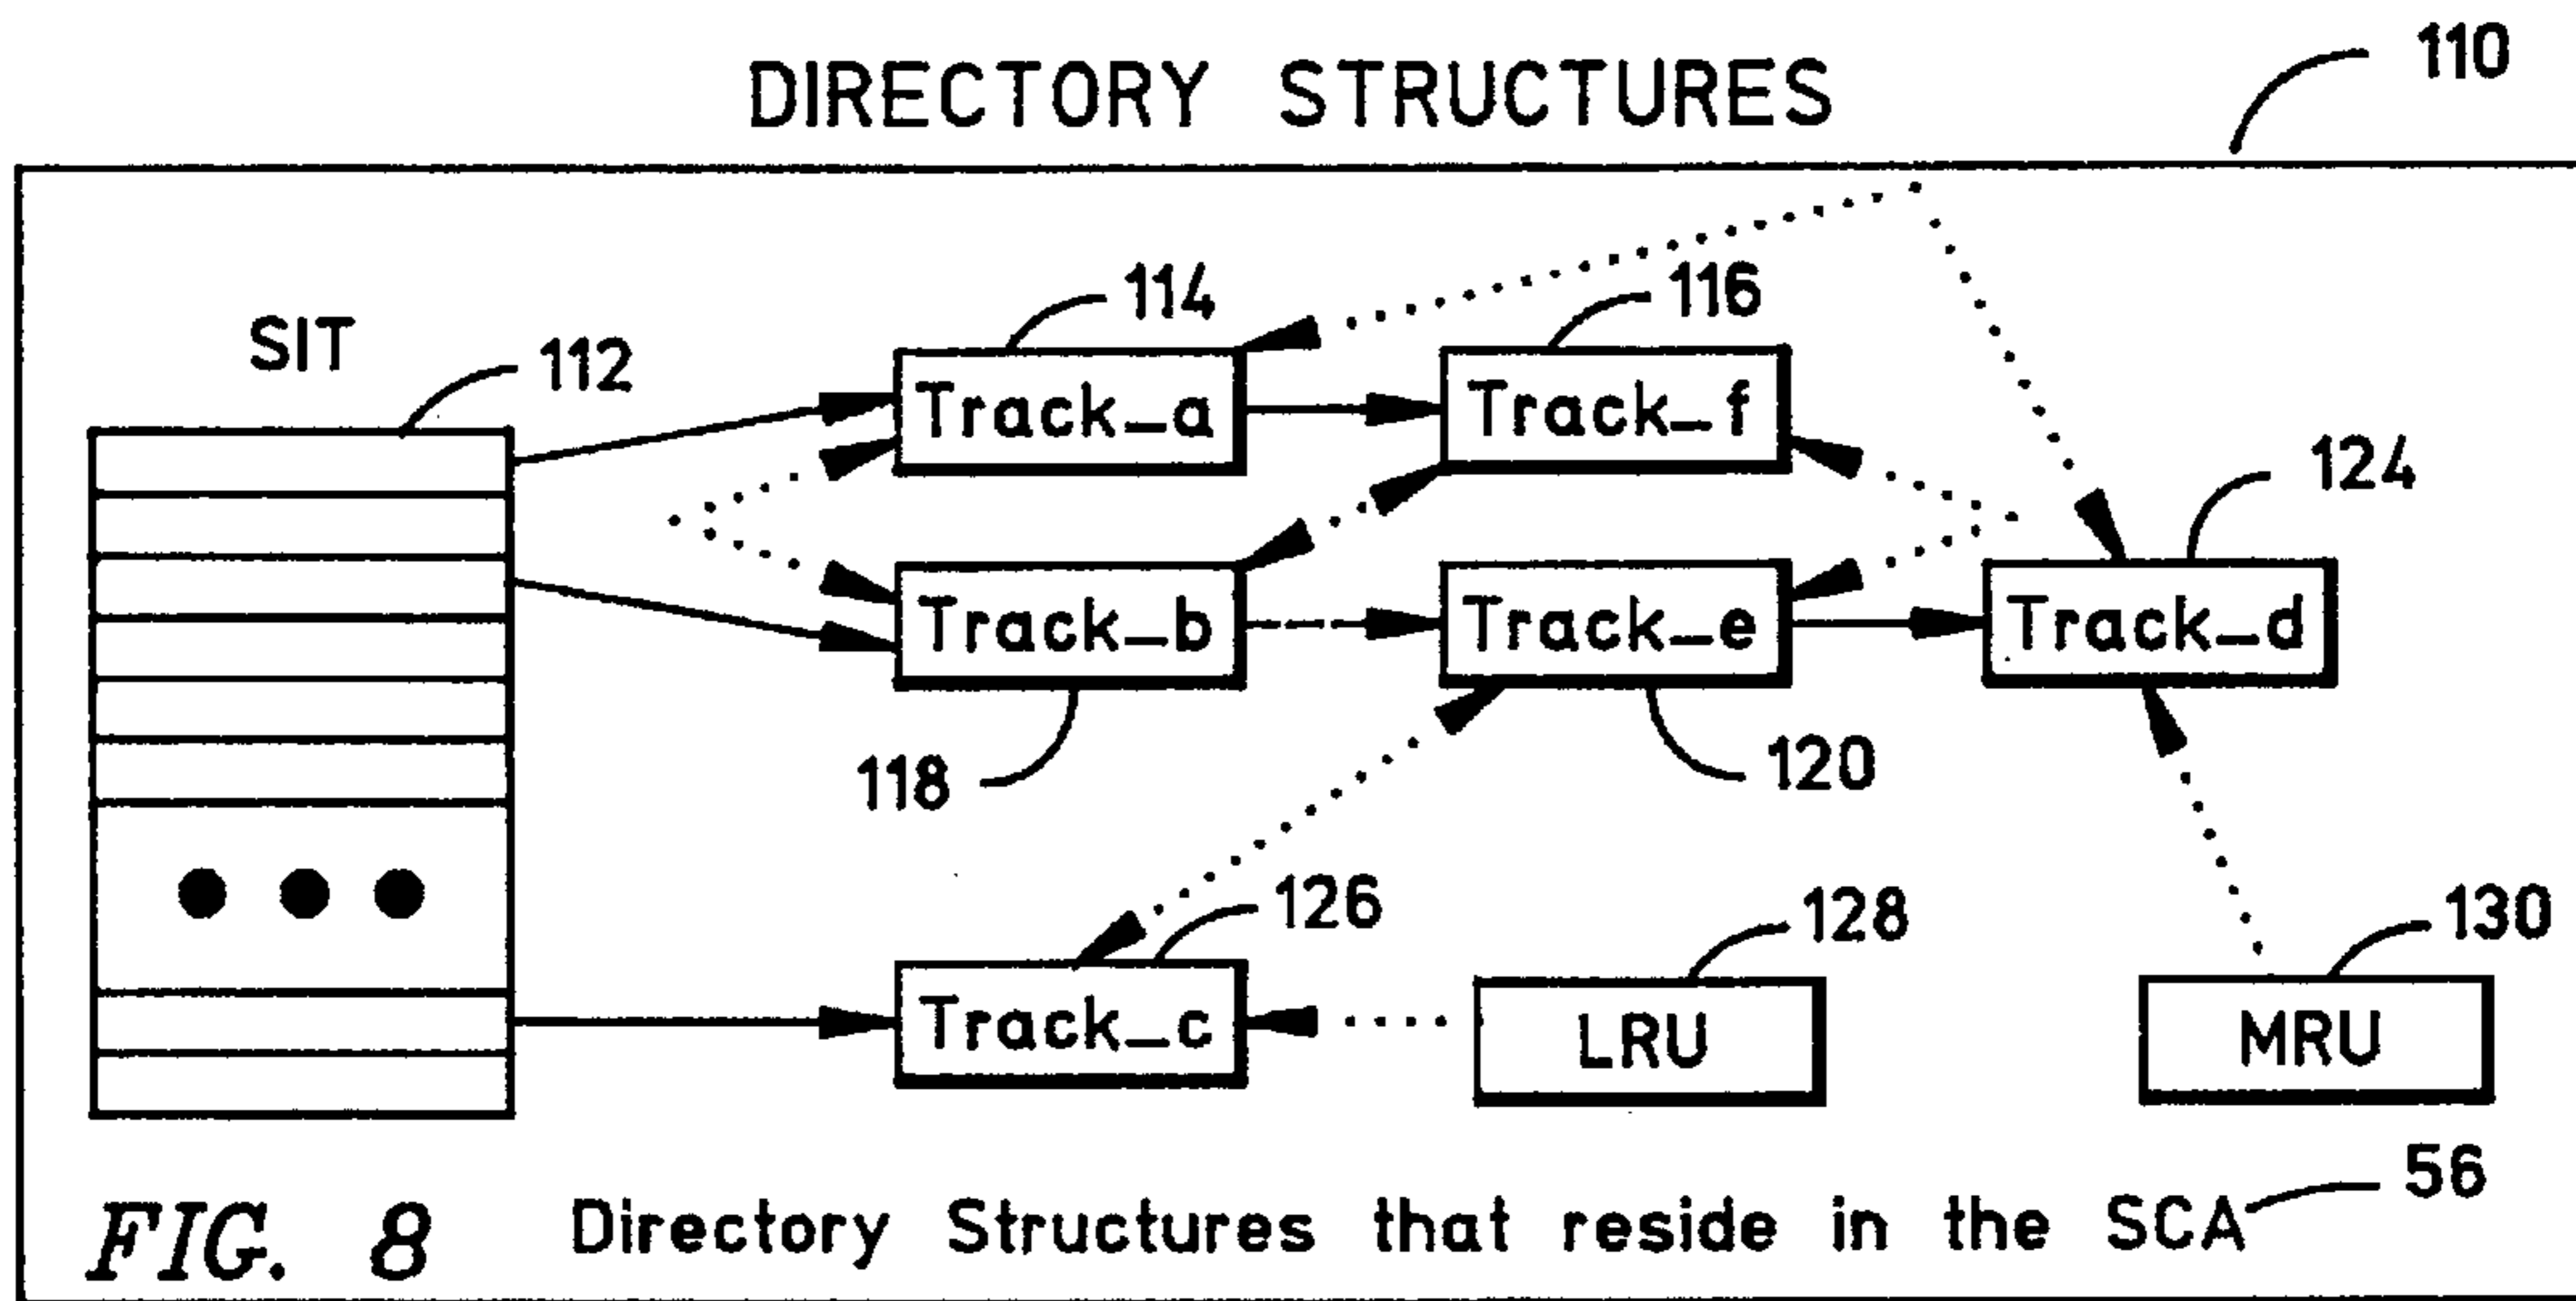 DIRECTORY STRUCTURES
110
SIT
112
114
116
Track_a
Track_f
124
Track_b
Track_e
Track_d
118
120
126
128
130
Track_c
LRU
MRU
FIG. 8 Directory Structures that reside in the SCA 56